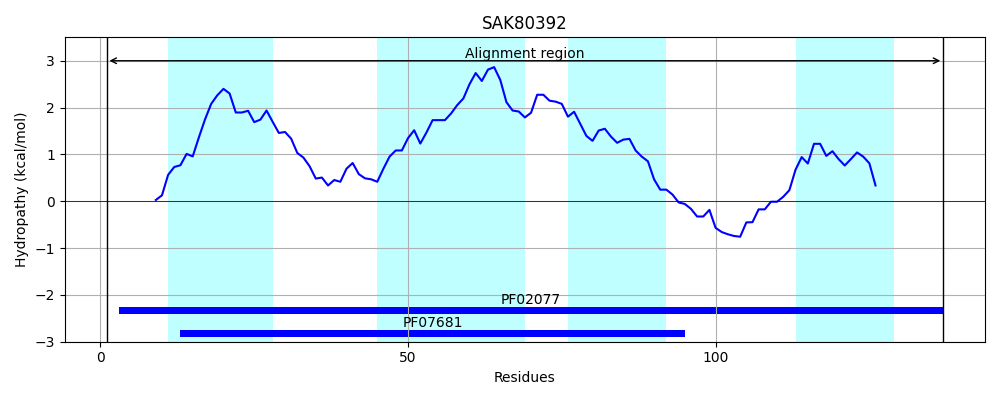 SAK80392
Alignment region
3
2
1
0
−1
−2
−3
Hydropathy (kcal/mol)
PF02077
PF07681
0
50
100
Residues